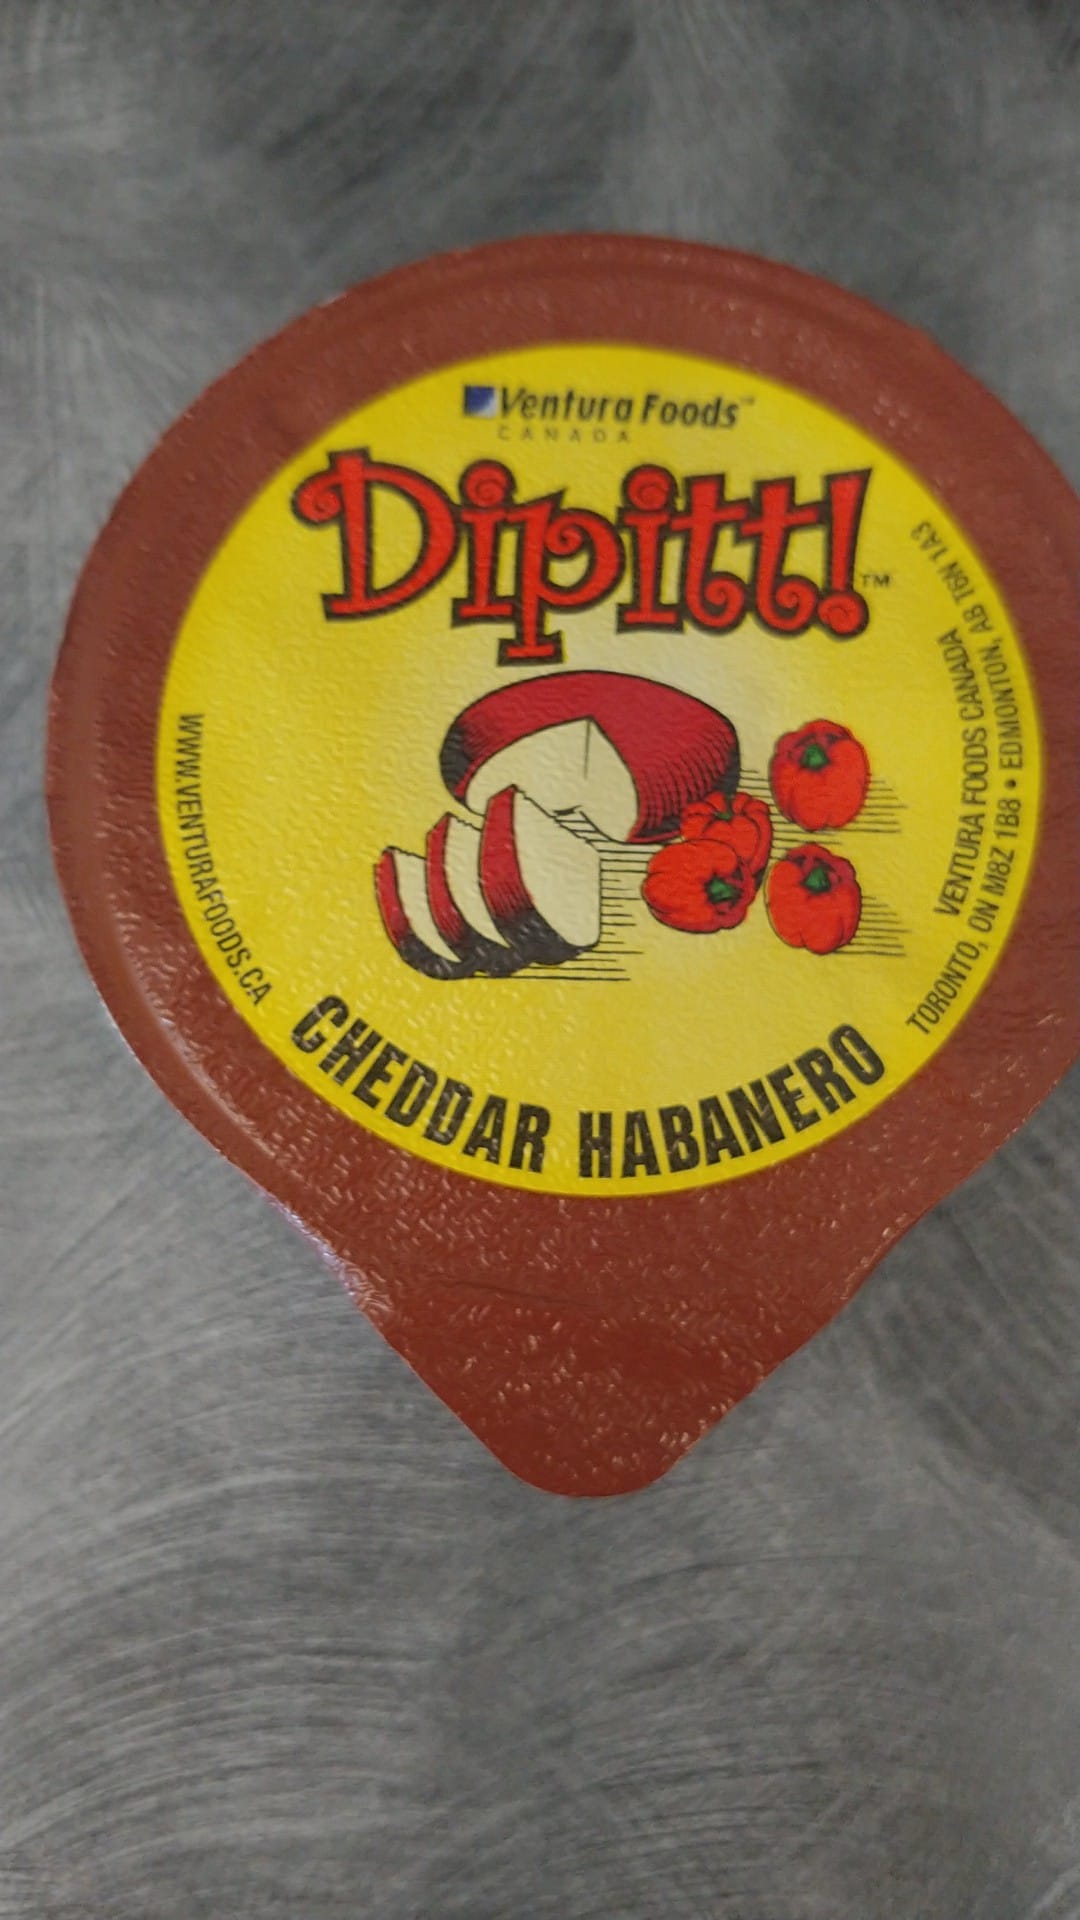 Ventura Foods™
CANADA
Dipitt!™
WWW.VENTURAFOODS.CA
CHEDDAR HABANERO
VENTURA FOODS CANADA
TORONTO, ON M8Z 1B8 • EDMONTON, AB T6N 1A3